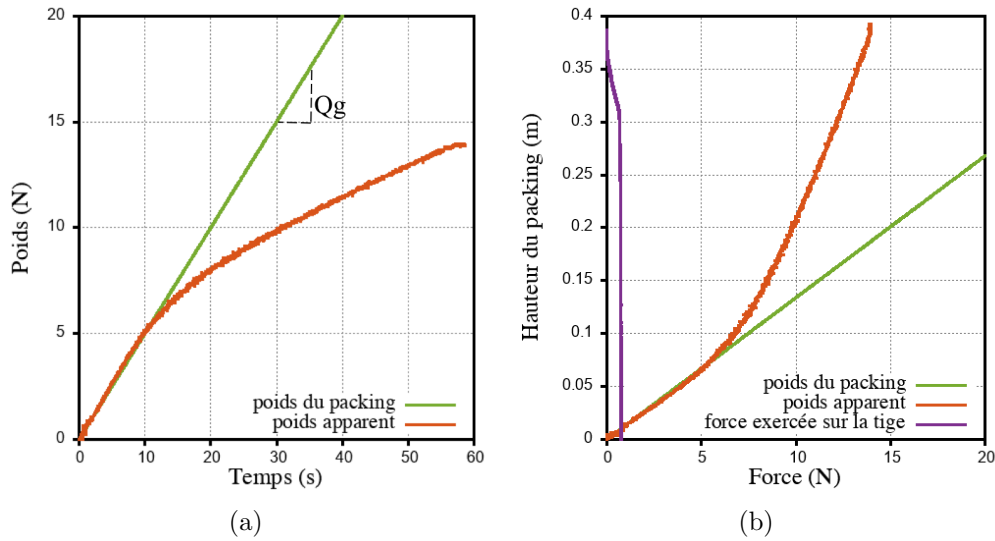 20
15
10
5
0
0
10
20
30
40
50
60
Poids (N)
Temps (s)
Qg
poids du packing
poids apparent
(a)
0.4
0.35
0.3
0.25
0.2
0.15
0.1
0.05
0
0
5
10
15
20
Hauteur du packing (m)
Force (N)
poids du packing
poids apparent
force exercée sur la tige
(b)